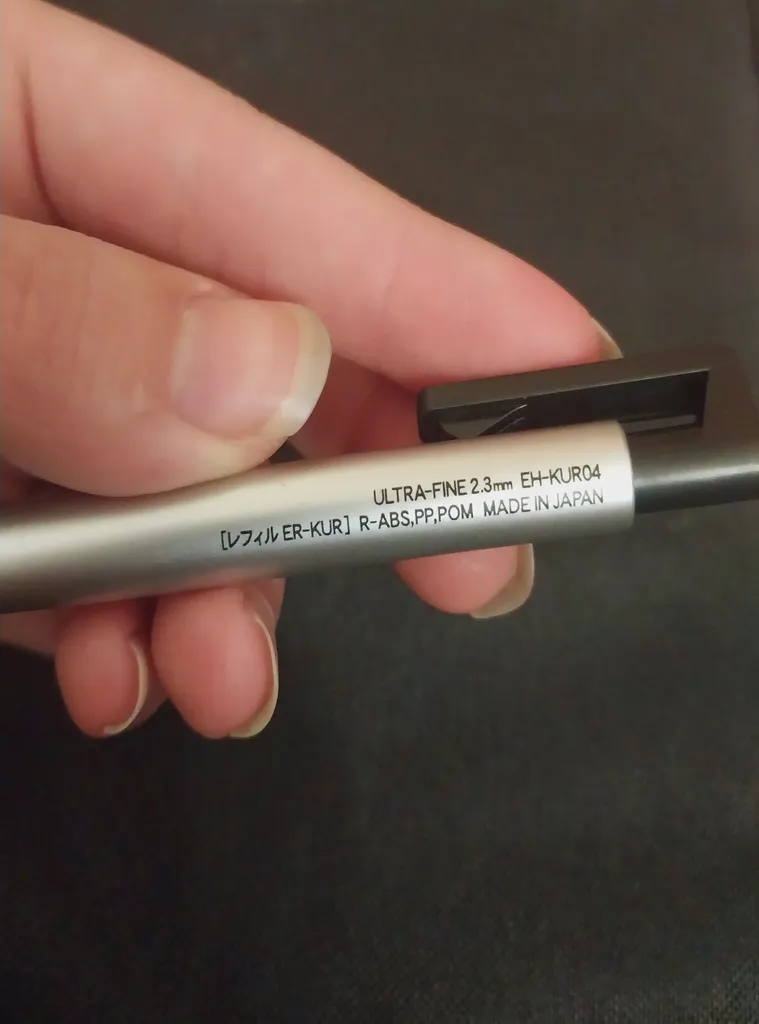 ULTRA-FINE 2.3mm EH-KUR04
[レフィル ER-KUR] R-ABS,PP,POM MADE IN JAPAN